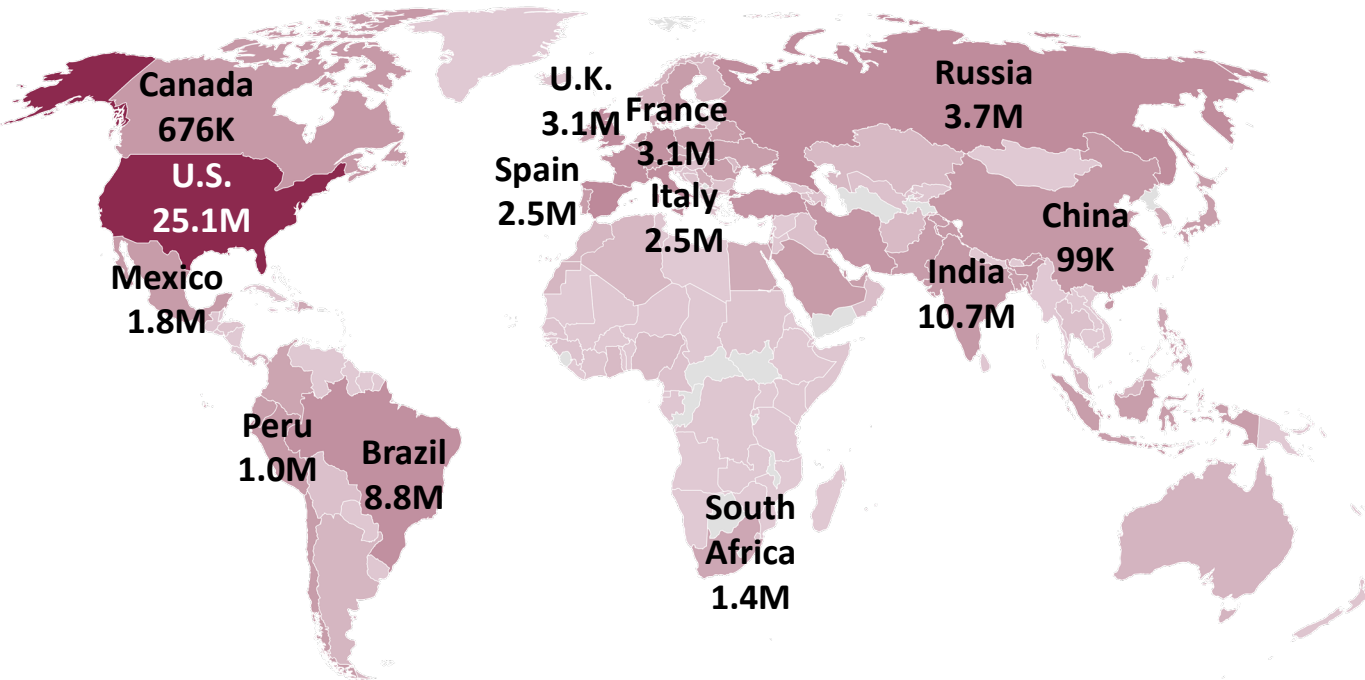 Canada
676K
U.S.
25.1M
Mexico
1.8M
Peru
1.0M
Brazil
8.8M
U.K.
3.1M
France
3.1M
Spain
2.5M
Italy
2.5M
Russia
3.7M
China
99K
India
10.7M
South
Africa
1.4M